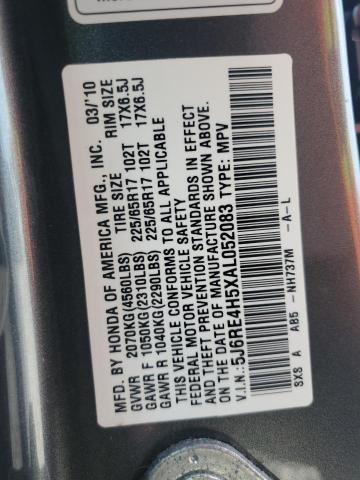 MFD. BY HONDA OF AMERICA MFG., INC. 03/'10
TIRE SIZE RIM SIZE
GVWR 2070KG(4560LBS)
GAWR F 1050KG(2310LBS) 225/65R17 102T 17X6.5J
GAWR R 1040KG(2290LBS) 225/65R17 102T 17X6.5J
THIS VEHICLE CONFORMS TO ALL APPLICABLE
FEDERAL MOTOR VEHICLE SAFETY
AND THEFT PREVENTION STANDARDS IN EFFECT
ON THE DATE OF MANUFACTURE SHOWN ABOVE.
V.I.N.:5J6RE4H5XAL052083 TYPE: MPV
SXS A AB5 -NH737M -A-L